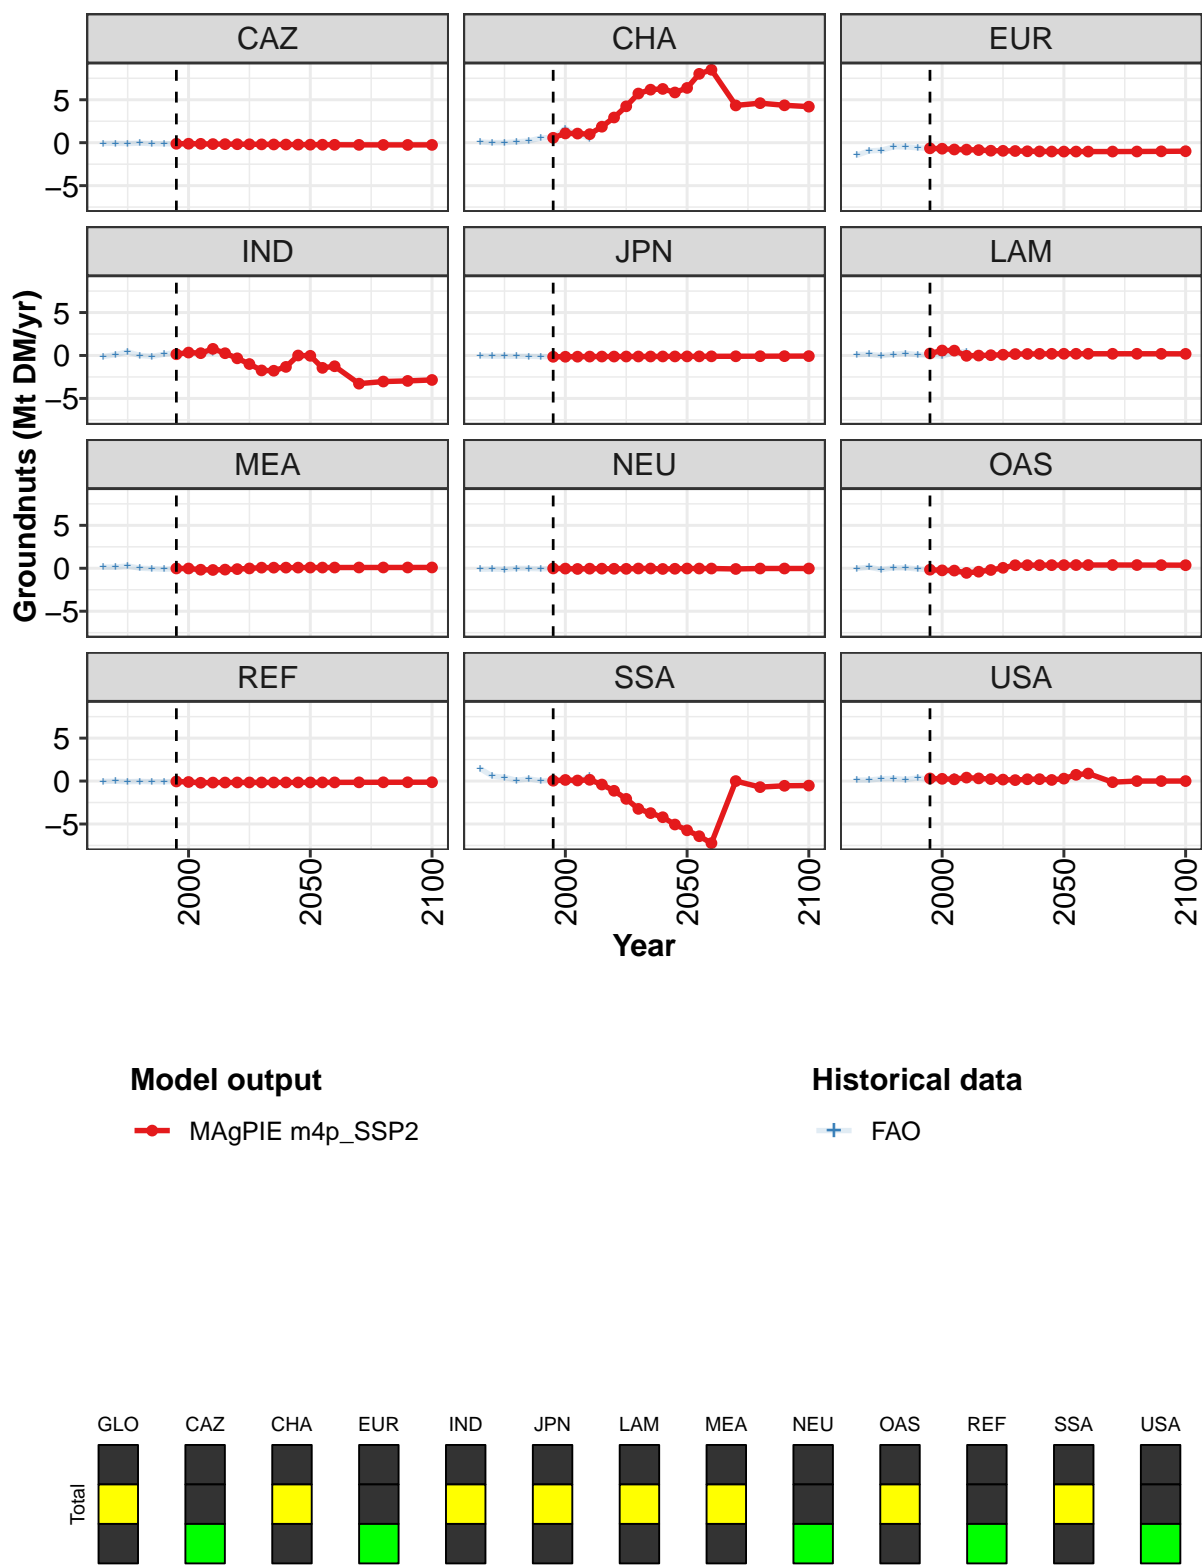 CAZ CHA EUR
5
0
−5
IND JPN LAM
5
0
−5
MEA NEU OAS
5
0
−5
REF SSA USA
5
0
−5
Groundnuts (Mt DM/yr)
2000 2050 2100 2000 2050 2100 2000 2050 2100
Year
Model output Historical data
MAgPIE m4p_SSP2 FAO
GLO CAZ CHA EUR IND JPN LAM MEA NEU OAS REF SSA USA
Total